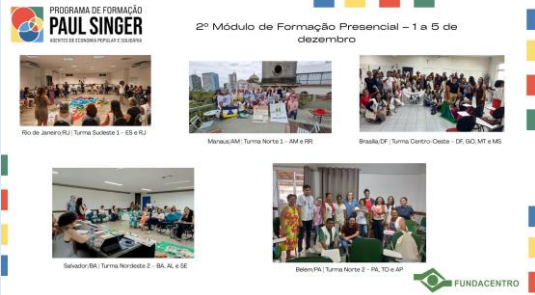 PROGRAMA DE FORMAÇÃO
PAUL SINGER
AGENTES DE ECONOMIA POPULAR E SOLIDÁRIA
2º Módulo de Formação Presencial – 1 a 5 de
dezembro
Rio de Janeiro/RJ | Turma Sudeste 1 – ES e RJ
Manaus/AM | Turma Norte 1 – AM e RR
Brasília/DF | Turma Centro-Oeste – DF, GO, MT e MS
Salvador/BA | Turma Nordeste 2 – BA, AL e SE
Belém/PA | Turma Norte 2 – PA, TO e AP
FUNDACENTRO